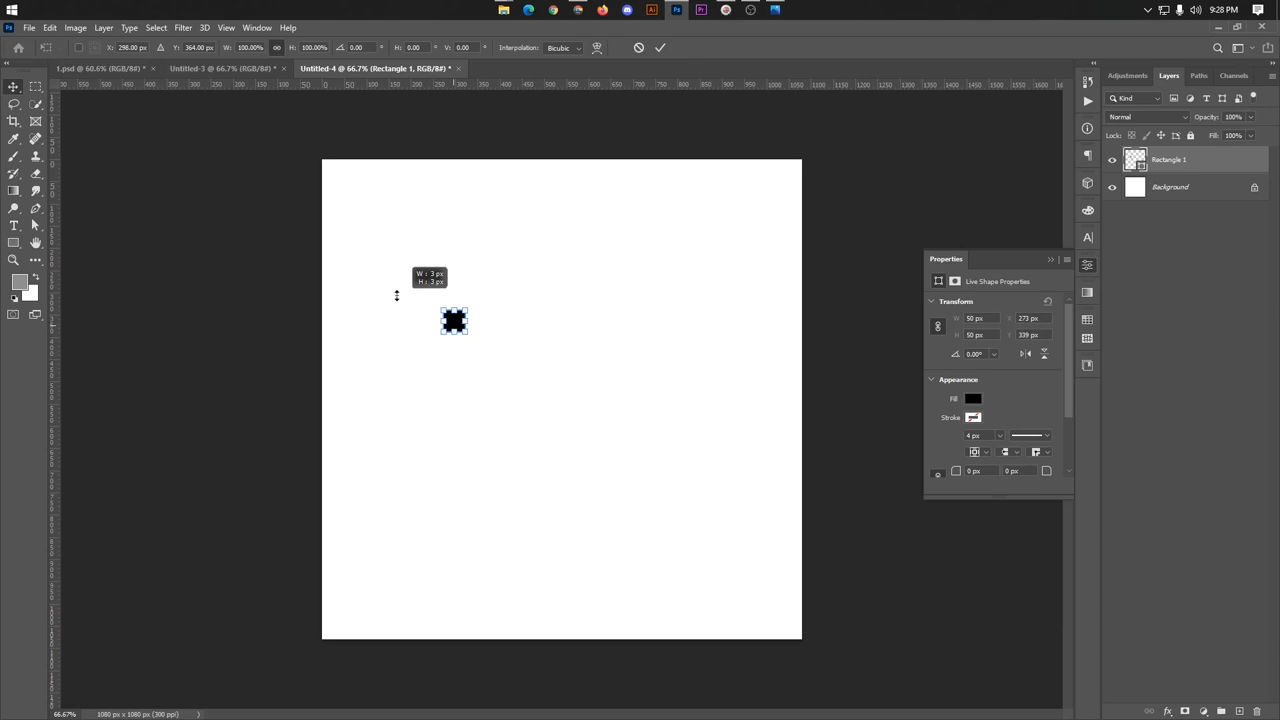 9:28 PM
File Edit Image Layer Type Select Filter 3D View Window Help
X: 298.00 px Y: 364.00 px W: 100.00% H: 100.00% 0.00 ° H: 0.00 ° V: 0.00 ° Interpolation: Bicubic
1.psd @ 60.6% (RGB/8#) * Untitled-3 @ 66.7% (RGB/8#) * Untitled-4 @ 66.7% (Rectangle 1, RGB/8#) *
Adjustments Layers Paths Channels
Kind
Normal Opacity: 100%
Lock: Fill: 100%
Rectangle 1
Background
W : 3 px
H : 3 px
Properties
Live Shape Properties
Transform
W 50 px X 273 px
H 50 px Y 339 px
0.00°
Appearance
Fill
Stroke
4 px
0 px 0 px
66.67% 1080 px x 1080 px (300 ppi)